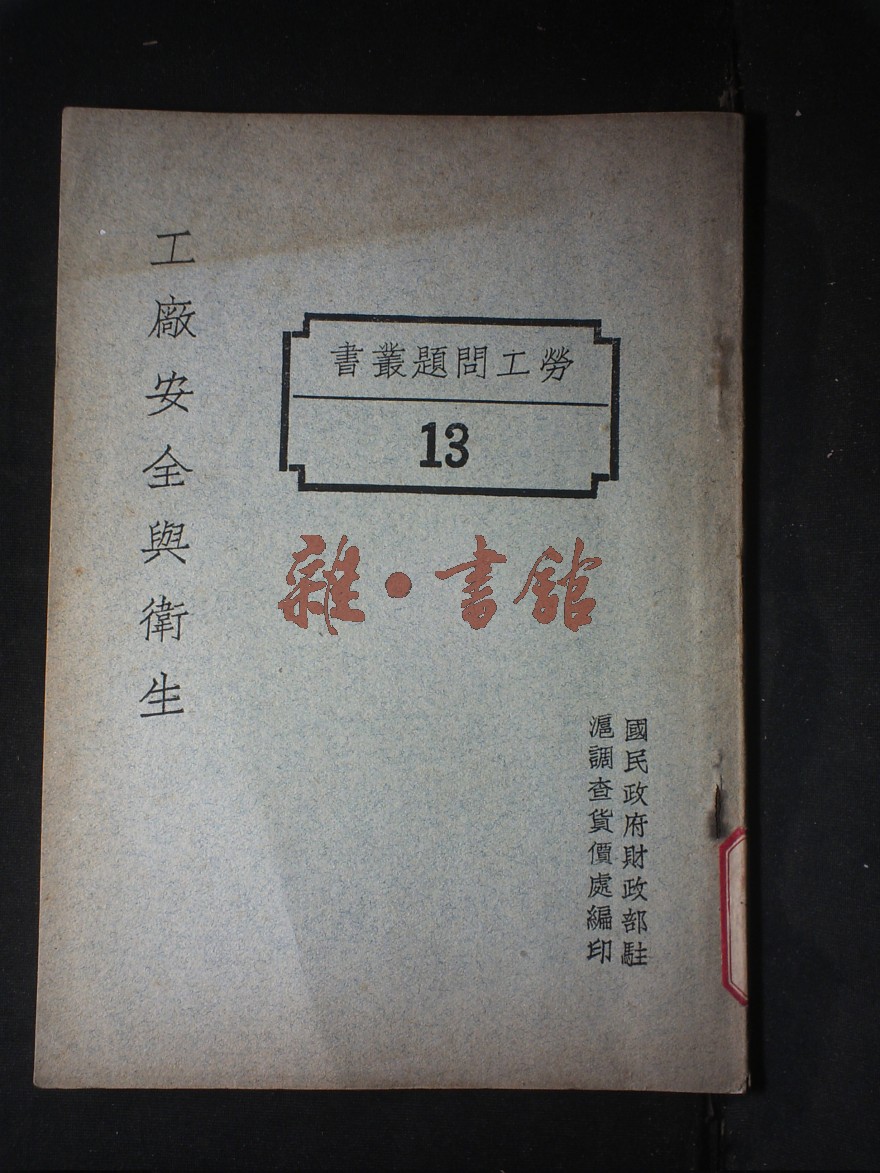 工廠安全與衛生
勞工問題叢書
13
雜·書館
國民政府財政部駐
滬調查貨價處編印